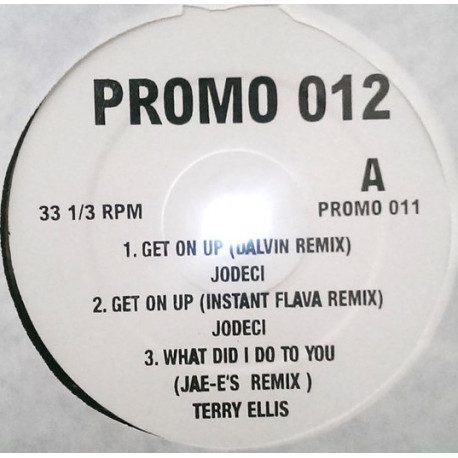 PROMO 012
A
33 1/3 RPM PROMO 011
1. GET ON UP (DALVIN REMIX)
JODECI
2. GET ON UP (INSTANT FLAVA REMIX)
JODECI
3. WHAT DID I DO TO YOU
(JAE-E'S REMIX )
TERRY ELLIS